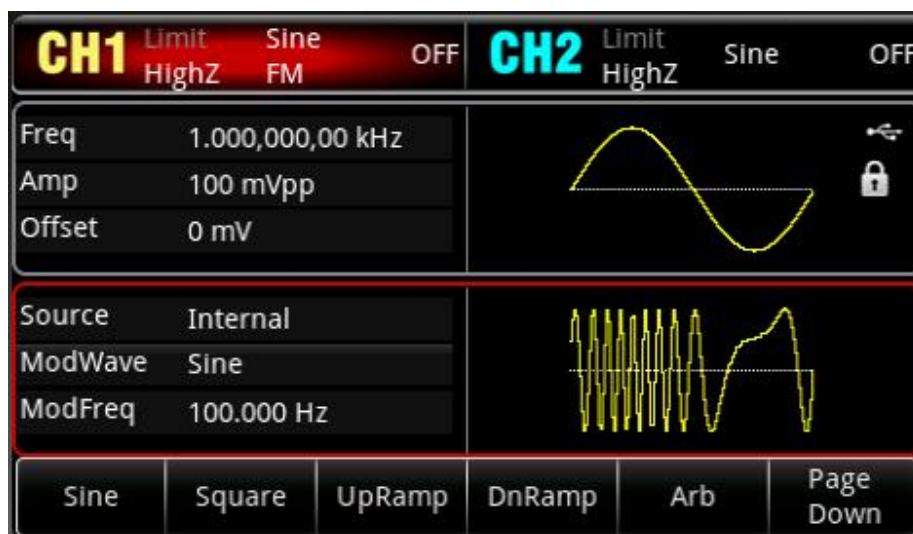 CH1 Limit Sine OFF CH2 Limit Sine OFF
HighZ FM HighZ
Freq 1.000,000,00 kHz
Amp 100 mVpp
Offset 0 mV
Source Internal
ModWave Sine
ModFreq 100.000 Hz
Sine Square UpRamp DnRamp Arb Page Down